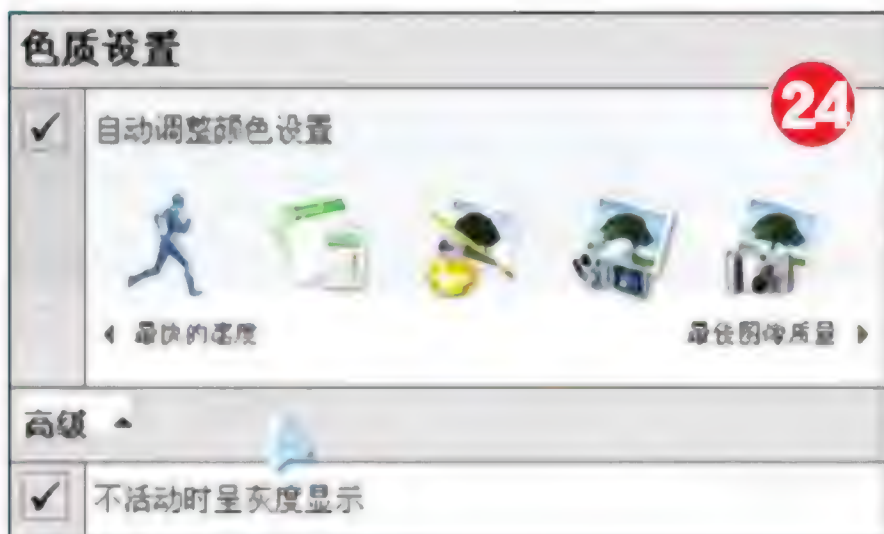 色质设置
24
自动调整颜色设置
最快的速度
最佳图像质量
高级
不活动时呈灰度显示